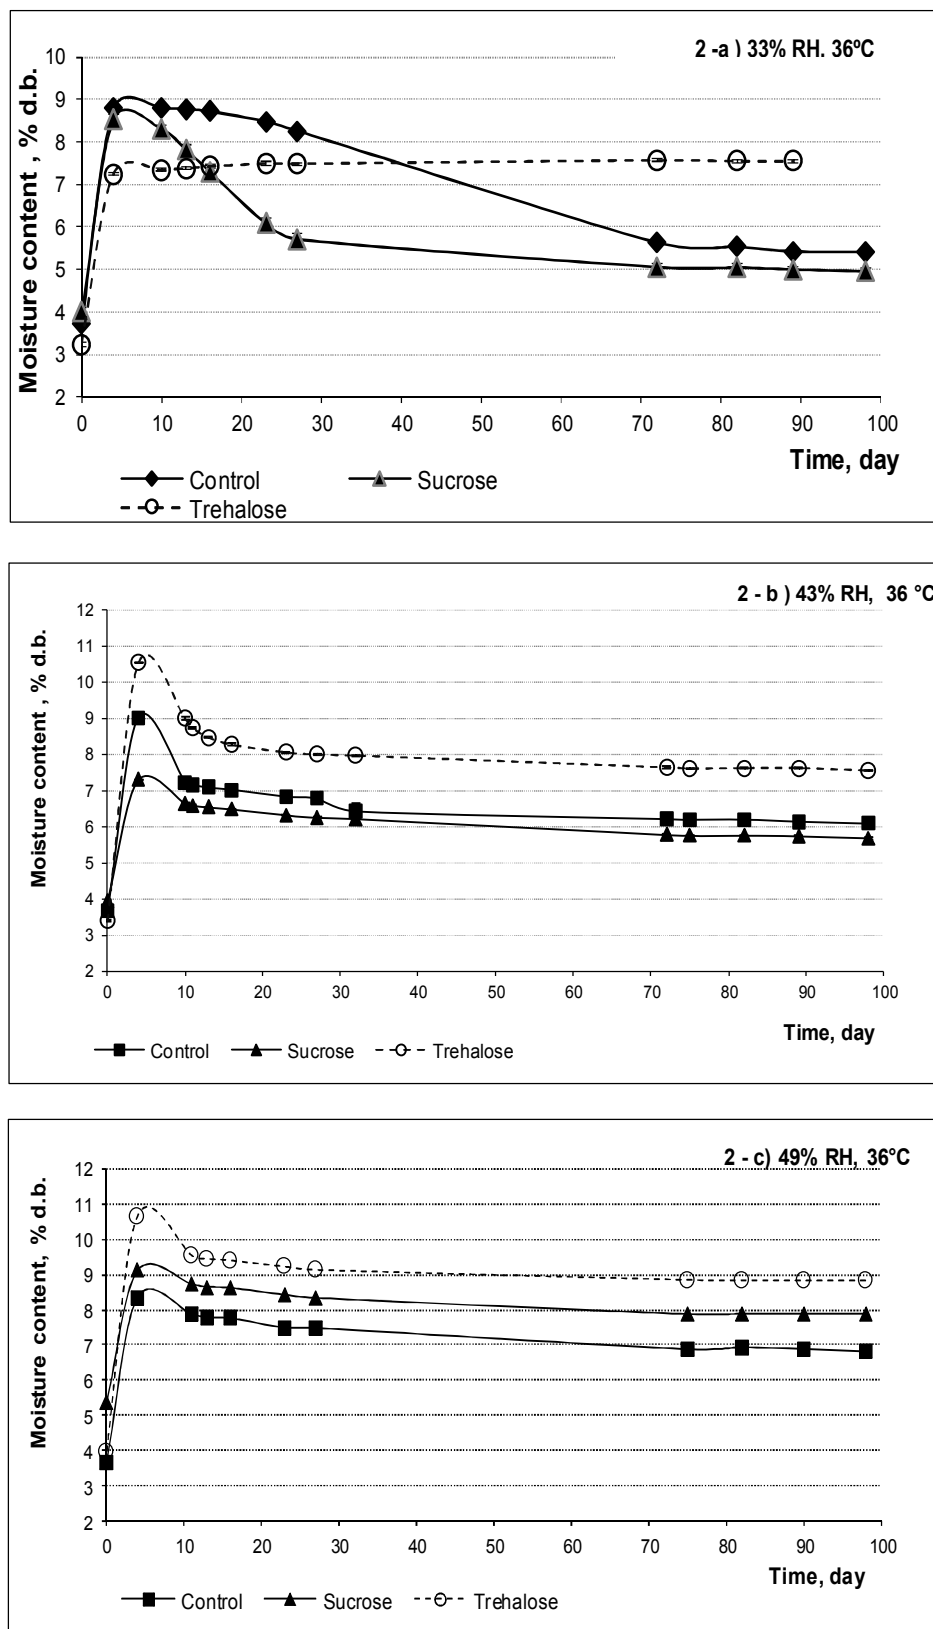 2 -a ) 33% RH. 36ºC
Moisture content , % d.b.
10
9
8
7
6
5
4
3
2
0 10 20 30 40 50 60 70 80 90 100
Time, day
Control Sucrose
Trehalose
2 - b ) 43% RH, 36 °C
Moisture content , % d.b.
12
11
10
9
8
7
6
5
4
3
2
0 10 20 30 40 50 60 70 80 90 100
Time, day
Control Sucrose Trehalose
2 - c) 49% RH, 36°C
Moisture content, % d.b.
12
11
10
9
8
7
6
5
4
3
2
0 10 20 30 40 50 60 70 80 90 100
Time, day
Control Sucrose Trehalose